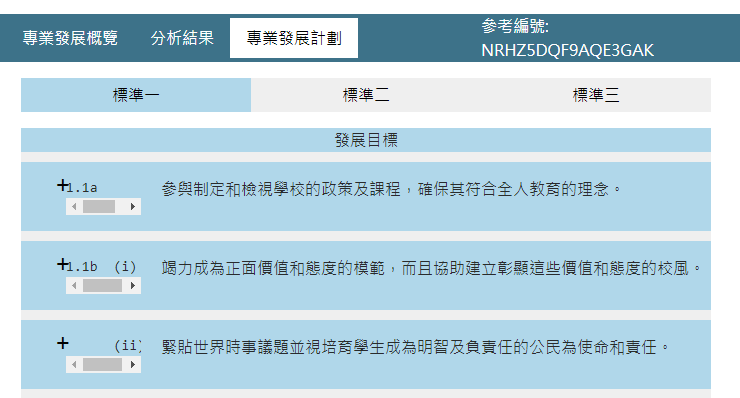 專業發展概覽 分析結果 專業發展計劃 參考編號:
NRHZ5DQF9AQE3GAK
標準一 標準二 標準三
發展目標
+1.1a 參與制定和檢視學校的政策及課程，確保其符合全人教育的理念。
+1.1b (i) 竭力成為正面價值和態度的模範，而且協助建立彰顯這些價值和態度的校風。
+ (ii) 緊貼世界時事議題並視培育學生成為明智及負責任的公民為使命和責任。